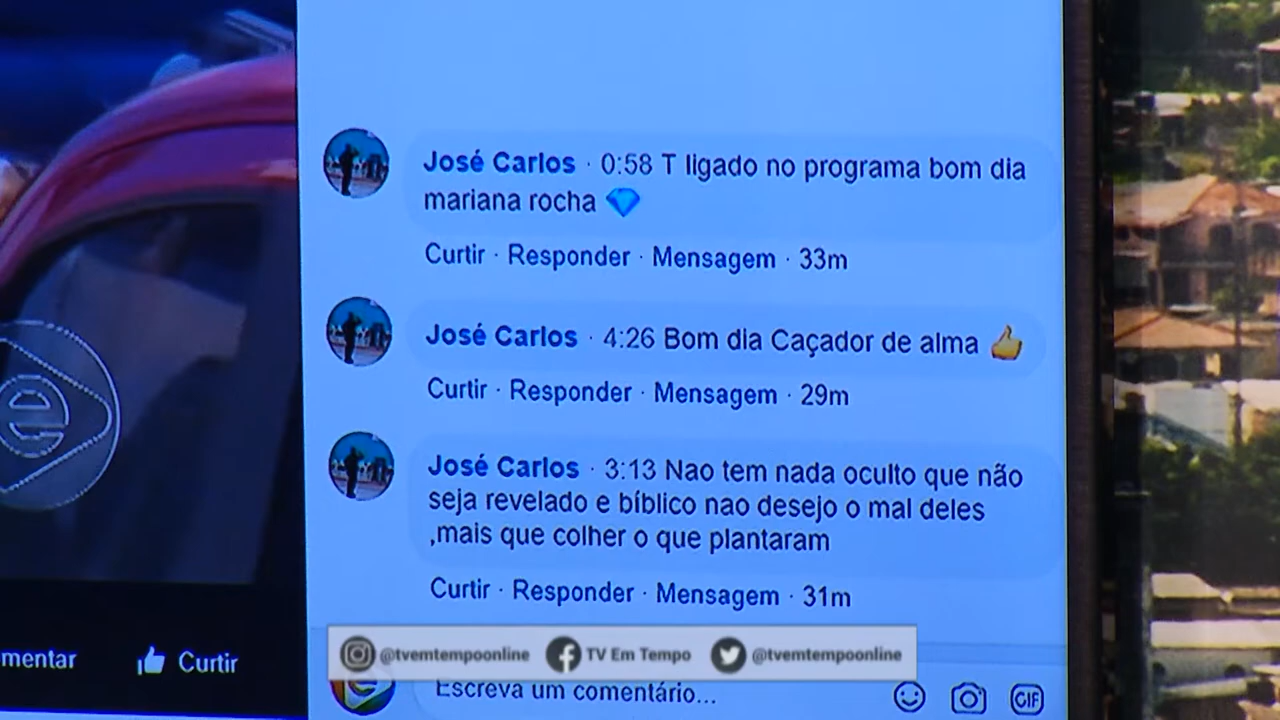 José Carlos · 0:58 T ligado no programa bom dia
mariana rocha 💎
Curtir · Responder · Mensagem · 33m
José Carlos · 4:26 Bom dia Caçador de alma 👍
Curtir · Responder · Mensagem · 29m
José Carlos · 3:13 Nao tem nada oculto que não
seja revelado e bíblico nao desejo o mal deles
,mais que colher o que plantaram
Curtir · Responder · Mensagem · 31m
mentar Curtir
@tvemtempoonline TV Em Tempo @tvemtempoonline
Escreva um comentário...
GIF
e